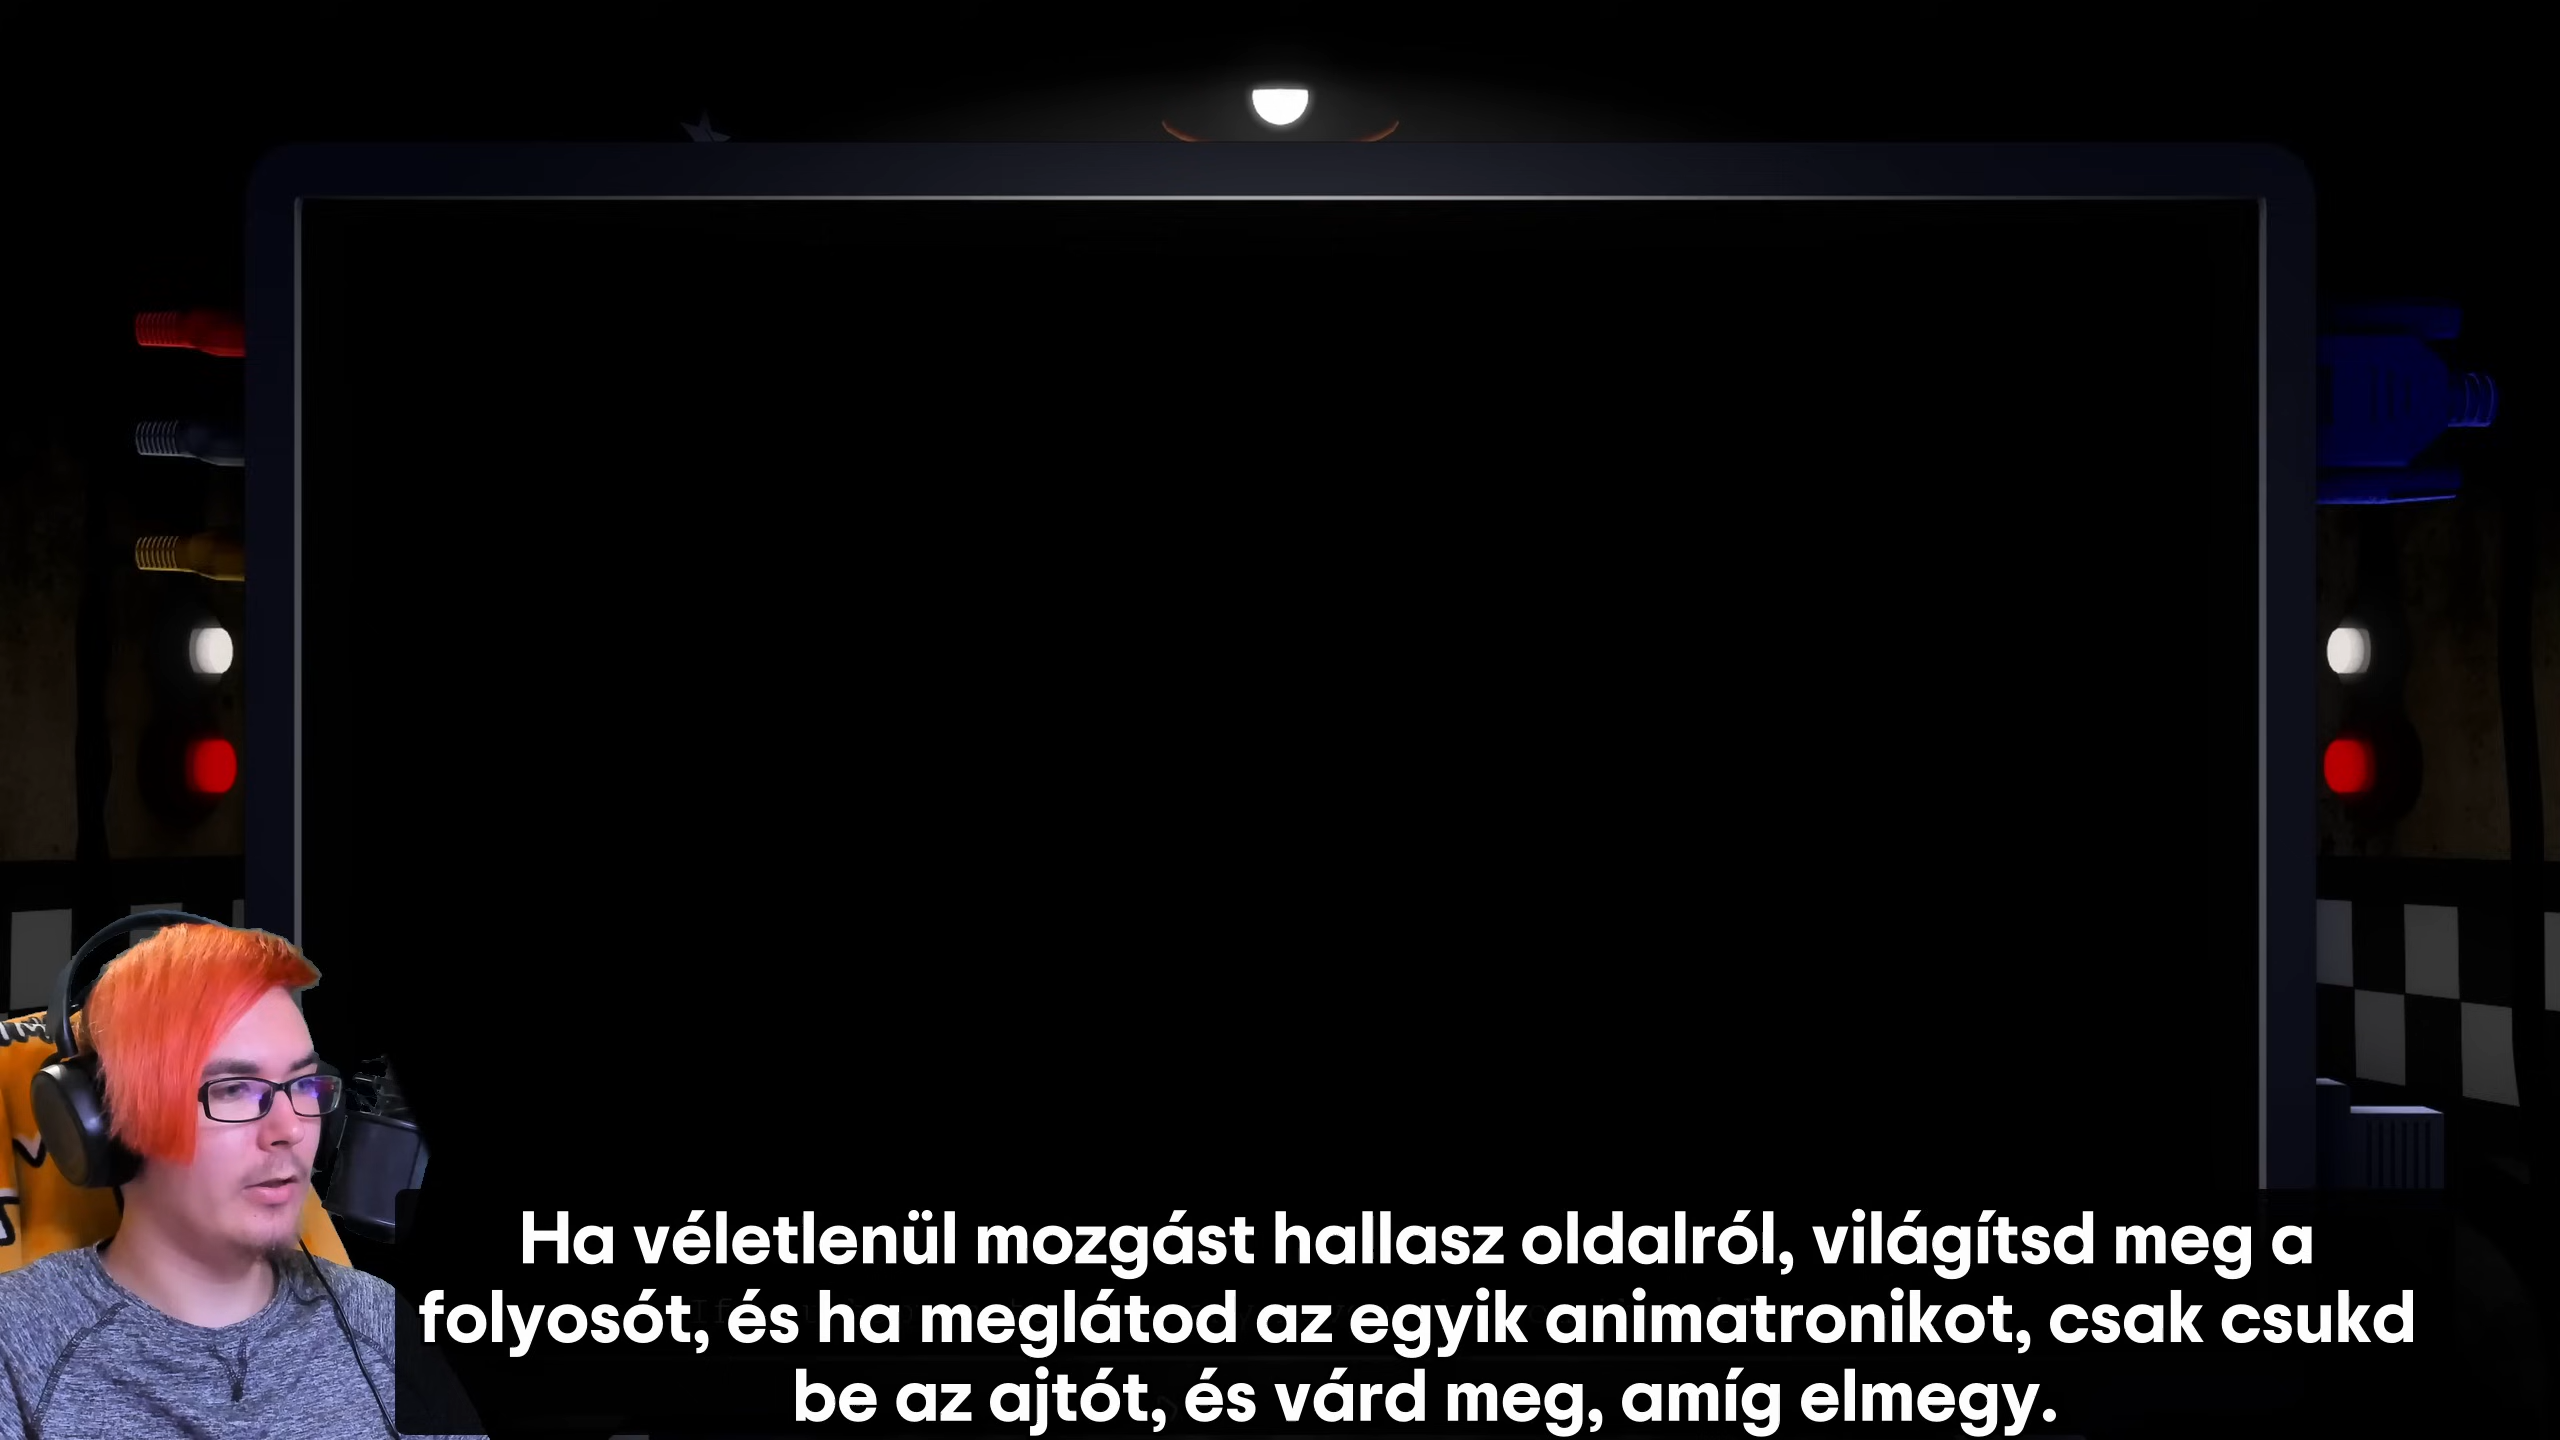 Ha véletlenül mozgást hallasz oldalról, világítsd meg a
folyosót, és ha meglátod az egyik animatronikot, csak csukd
be az ajtót, és várd meg, amíg elmegy.